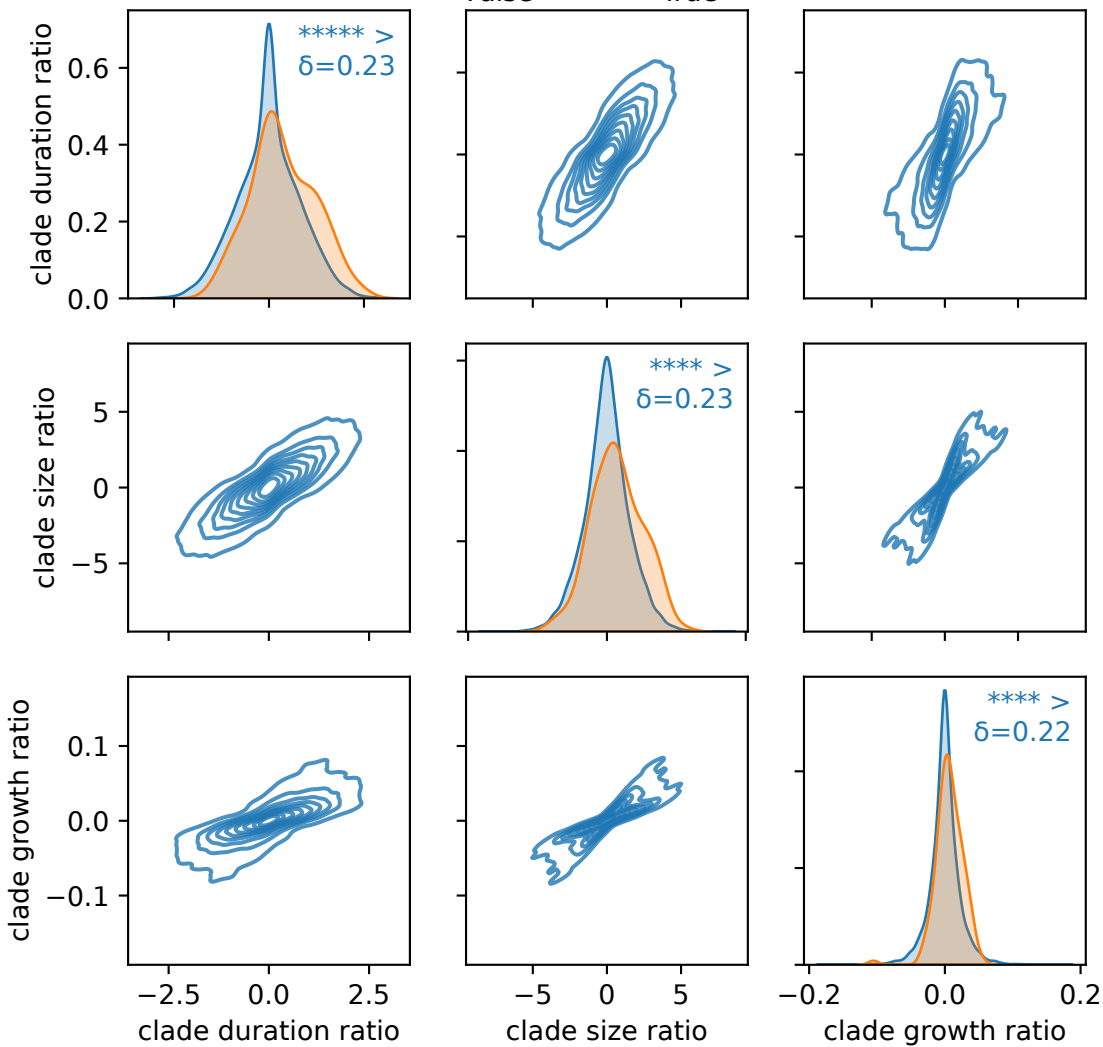 clade duration ratio
0.6
0.4
0.2
0.0
***** >
δ=0.23
clade size ratio
5
0
−5
**** >
δ=0.23
clade growth ratio
0.1
0.0
−0.1
**** >
δ=0.22
−2.5 0.0 2.5
−5 0 5
−0.2 0.0 0.2
clade duration ratio
clade size ratio
clade growth ratio